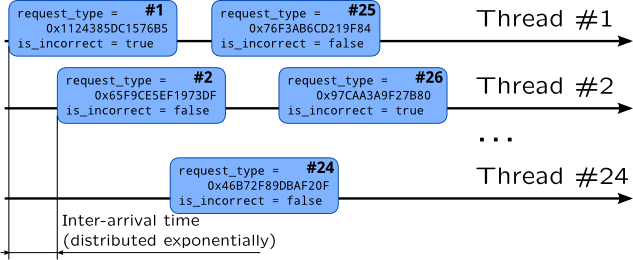 request_type = #1
0x1124385DC1576B5
is_incorrect = true
request_type = #25
0x76F3AB6CD219F84
is_incorrect = false
Thread #1
request_type = #2
0x65F9CE5EF1973DF
is_incorrect = false
request_type = #26
0x97CAA3A9F27B80
is_incorrect = true
Thread #2
...
request_type = #24
0x46B72F89DBAF20F
is_incorrect = false
Thread #24
Inter-arrival time
(distributed exponentially)